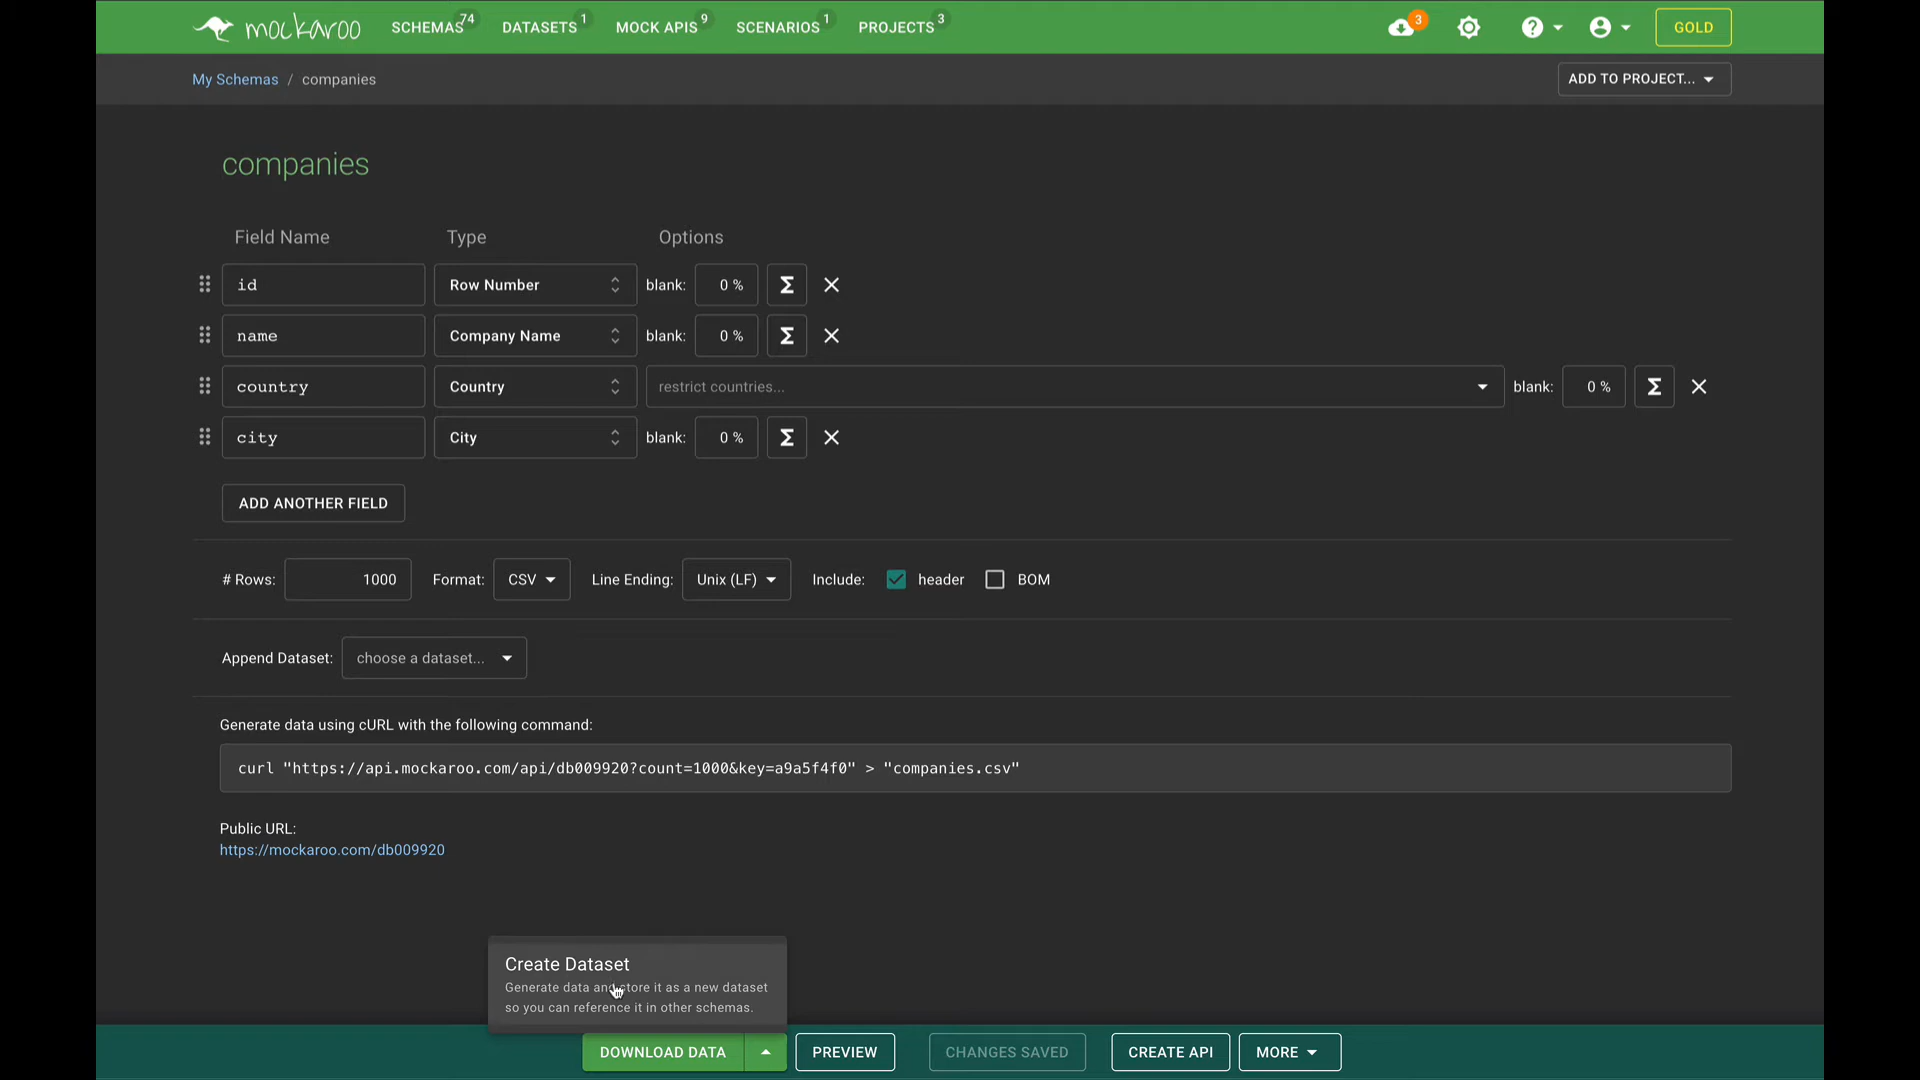 mockaroo SCHEMAS 74 DATASETS 1 MOCK APIS 9 SCENARIOS 1 PROJECTS 3 3 GOLD
My Schemas / companies ADD TO PROJECT...
companies
Field Name Type Options
id Row Number blank: 0 % Σ
name Company Name blank: 0 % Σ
country Country restrict countries... blank: 0 % Σ
city City blank: 0 % Σ
ADD ANOTHER FIELD
# Rows: 1000 Format: CSV Line Ending: Unix (LF) Include: header BOM
Append Dataset: choose a dataset...
Generate data using cURL with the following command:
curl "https://api.mockaroo.com/api/db009920?count=1000&key=a9a5f4f0" > "companies.csv"
Public URL:
https://mockaroo.com/db009920
Create Dataset
Generate data and store it as a new dataset
so you can reference it in other schemas.
DOWNLOAD DATA PREVIEW CHANGES SAVED CREATE API MORE